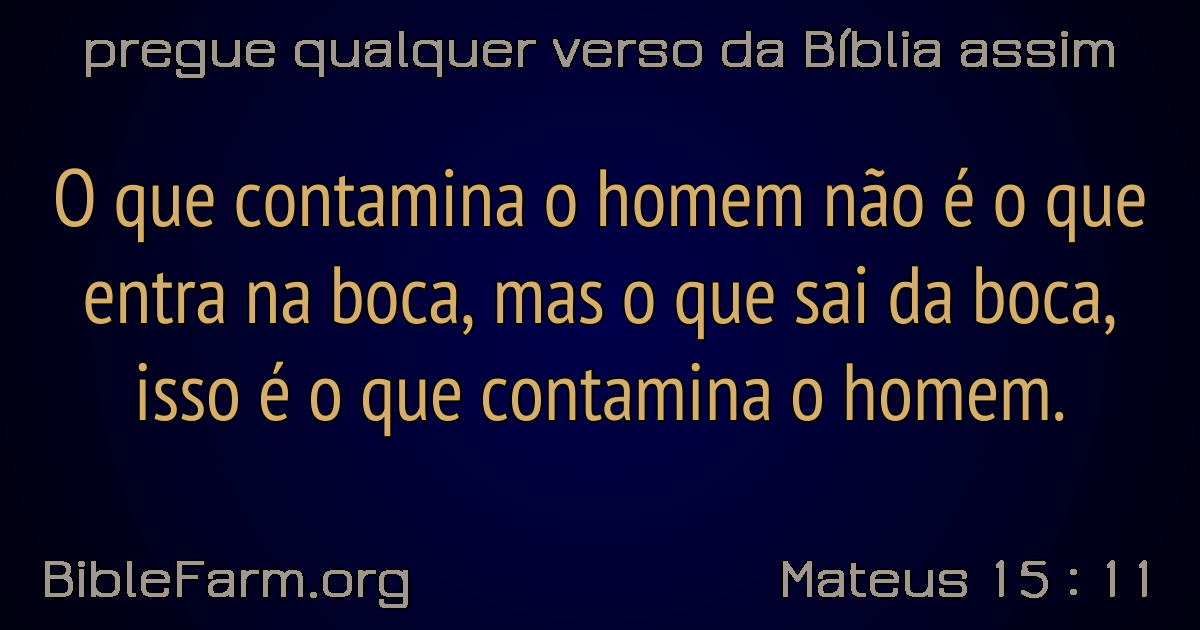 pregue qualquer verso da Bíblia assim
O que contamina o homem não é o que
entra na boca, mas o que sai da boca,
isso é o que contamina o homem.
BibleFarm.org
Mateus 15 : 11